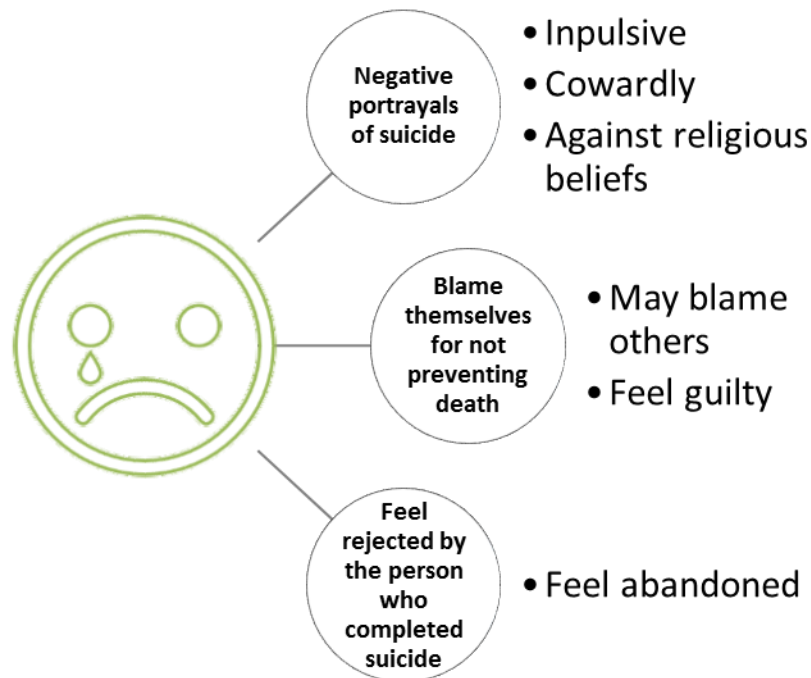 Negative
portrayals
of suicide
• Inpulsive
• Cowardly
• Against religious
beliefs
Blame
themselves
for not
preventing
death
• May blame
others
• Feel guilty
Feel
rejected by
the person
who
completed
suicide
• Feel abandoned